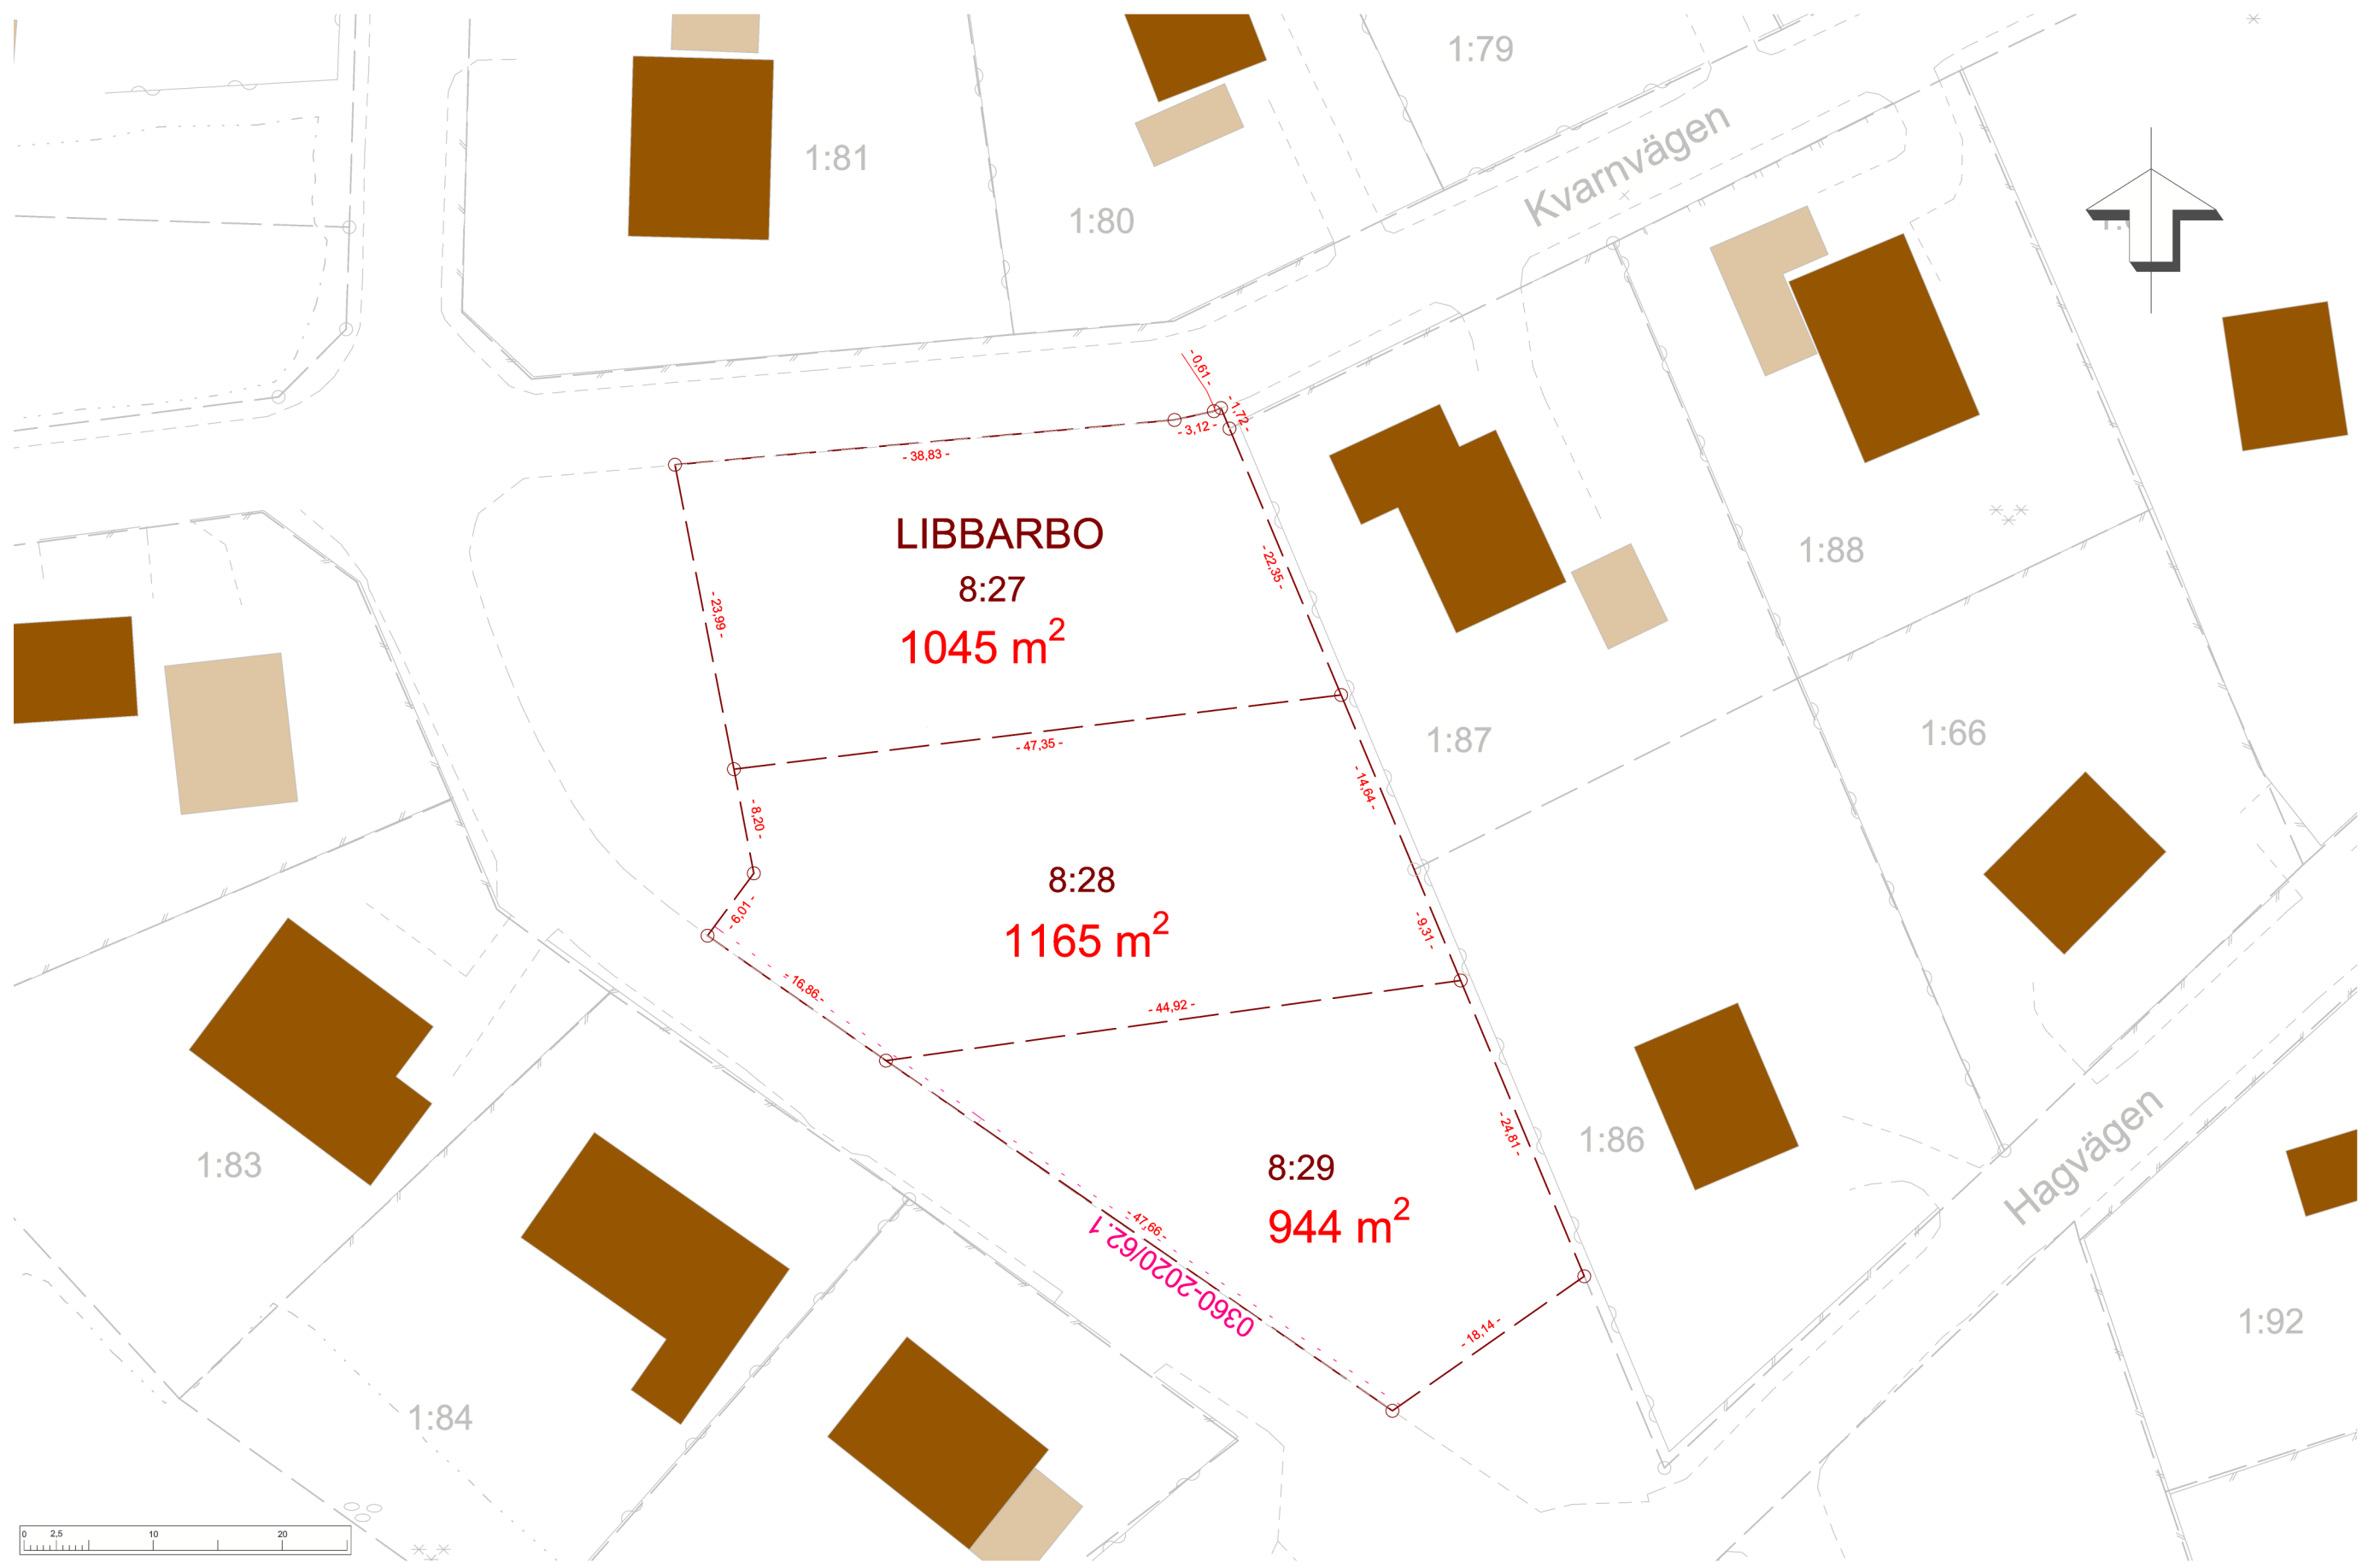 1:79
Kvarnvägen
1:81
1:80
- 0,61 -
- 1,72 -
- 3,12 -
- 38,83 -
LIBBARBO
8:27
1045 m²
- 23,99 -
- 22,35 -
1:88
- 47,35 -
1:87
1:66
- 8,20 -
- 14,64 -
8:28
1165 m²
- 6,01 -
- 9,31 -
- 16,86 -
- 44,92 -
- 24,81 -
1:86
Hagvägen
1:83
8:29
944 m²
- 47,66 -
0360-2020/62.1
- 18,14 -
1:92
1:84
0 2,5 10 20